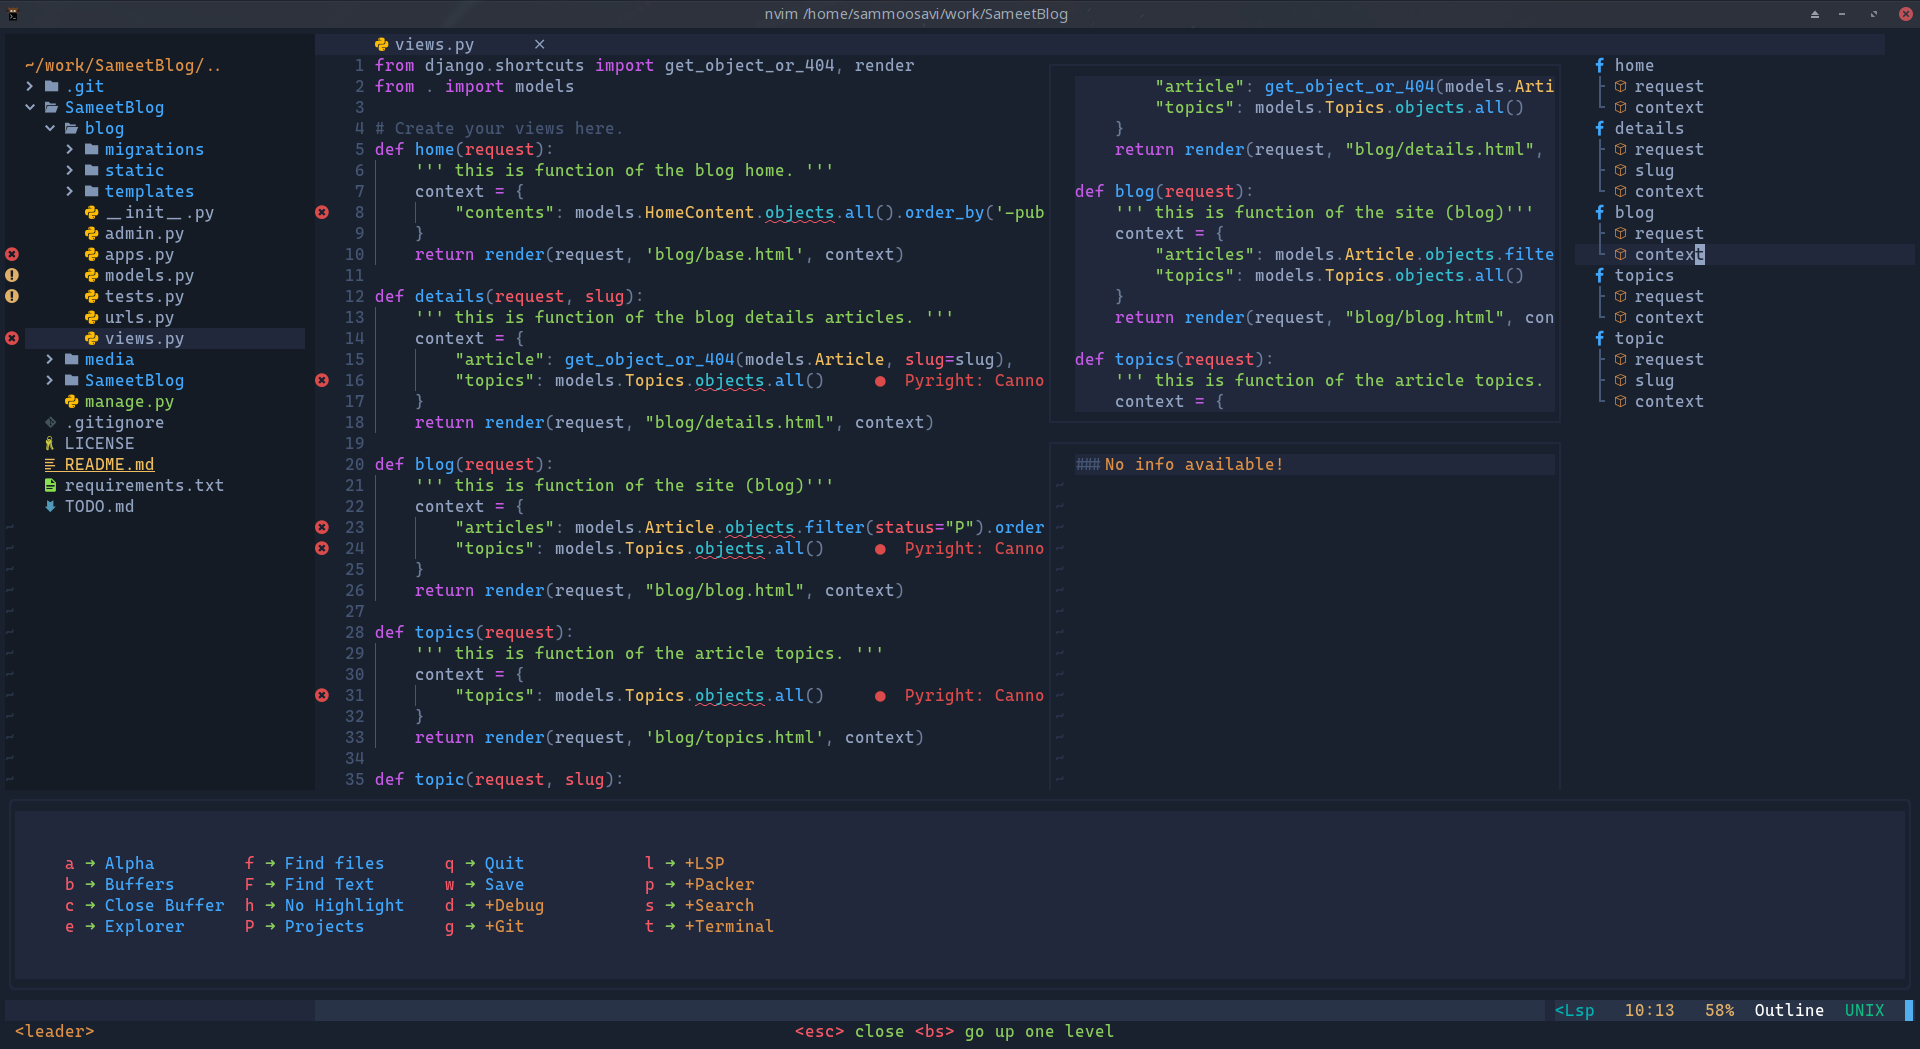 nvim /home/sammoosavi/work/SameetBlog
~/work/SameetBlog/..
.git
SameetBlog
blog
migrations
static
templates
__init__.py
admin.py
apps.py
models.py
tests.py
urls.py
views.py
media
SameetBlog
manage.py
.gitignore
LICENSE
README.md
requirements.txt
TODO.md
views.py ×
1 from django.shortcuts import get_object_or_404, render
2 from . import models
3
4 # Create your views here.
5 def home(request):
6 ''' this is function of the blog home. '''
7 context = {
8 "contents": models.HomeContent.objects.all().order_by('-pub
9 }
10 return render(request, 'blog/base.html', context)
11
12 def details(request, slug):
13 ''' this is function of the blog details articles. '''
14 context = {
15 "article": get_object_or_404(models.Article, slug=slug),
16 "topics": models.Topics.objects.all() ● Pyright: Canno
17 }
18 return render(request, "blog/details.html", context)
19
20 def blog(request):
21 ''' this is function of the site (blog)'''
22 context = {
23 "articles": models.Article.objects.filter(status="P").order
24 "topics": models.Topics.objects.all() ● Pyright: Canno
25 }
26 return render(request, "blog/blog.html", context)
27
28 def topics(request):
29 ''' this is function of the article topics. '''
30 context = {
31 "topics": models.Topics.objects.all() ● Pyright: Canno
32 }
33 return render(request, 'blog/topics.html', context)
34
35 def topic(request, slug):
"article": get_object_or_404(models.Arti
"topics": models.Topics.objects.all()
}
return render(request, "blog/details.html",
def blog(request):
''' this is function of the site (blog)'''
context = {
"articles": models.Article.objects.filte
"topics": models.Topics.objects.all()
}
return render(request, "blog/blog.html", con
def topics(request):
''' this is function of the article topics.
context = {
### No info available!
home
request
context
details
request
slug
context
blog
request
context
topics
request
context
topic
request
slug
context
a → Alpha f → Find files q → Quit l → +LSP
b → Buffers F → Find Text w → Save p → +Packer
c → Close Buffer h → No Highlight d → +Debug s → +Search
e → Explorer P → Projects g → +Git t → +Terminal
<Lsp 10:13 58% Outline UNIX
<leader> <esc> close <bs> go up one level